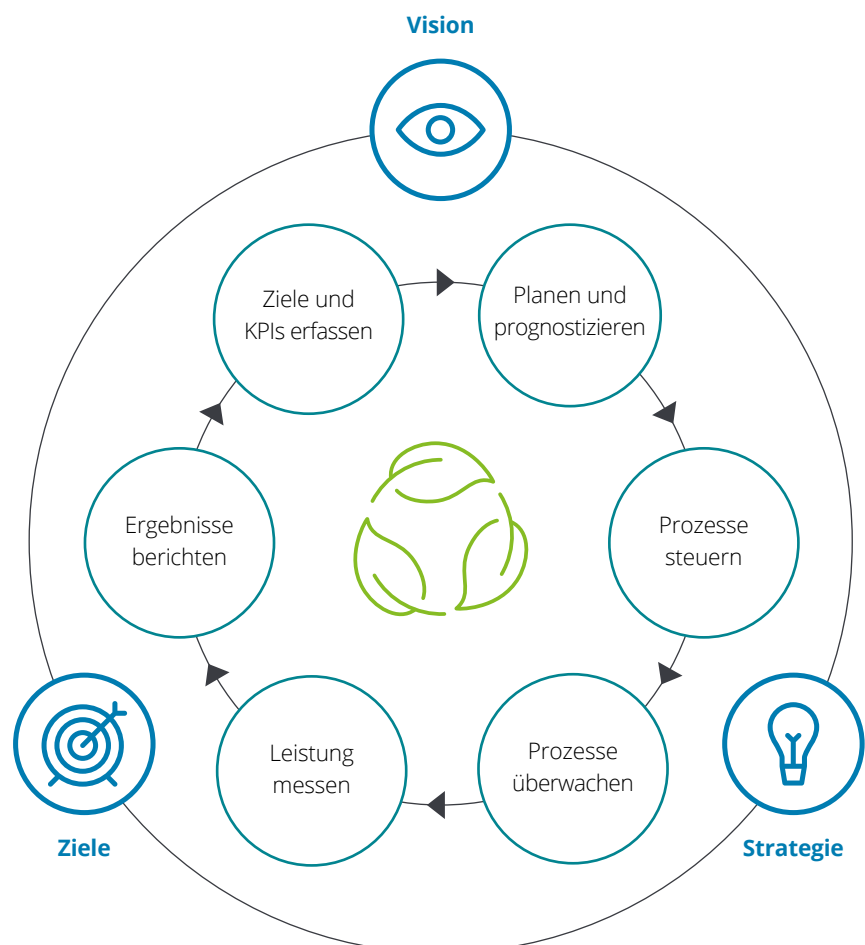 Vision
Ziele und
KPIs erfassen
Planen und
prognostizieren
Prozesse
steuern
Prozesse
überwachen
Leistung
messen
Ergebnisse
berichten
Ziele
Strategie